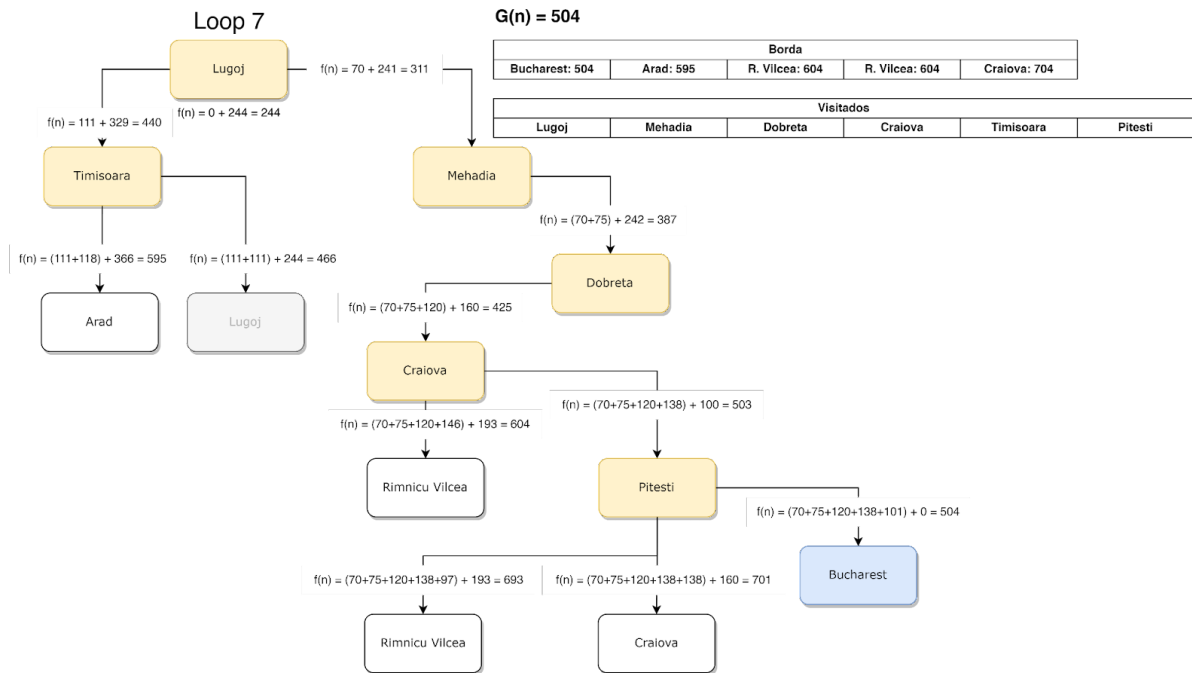 Loop 7
G(n) = 504
Borda
Bucharest: 504 Arad: 595 R. Vilcea: 604 R. Vilcea: 604 Craiova: 704
Visitados
Lugoj Mehadia Dobreta Craiova Timisoara Pitesti
Lugoj
f(n) = 70 + 241 = 311
f(n) = 0 + 244 = 244
f(n) = 111 + 329 = 440
Timisoara
Mehadia
f(n) = (70+75) + 242 = 387
f(n) = (111+118) + 366 = 595
f(n) = (111+111) + 244 = 466
Dobreta
Arad
Lugoj
f(n) = (70+75+120) + 160 = 425
Craiova
f(n) = (70+75+120+138) + 100 = 503
f(n) = (70+75+120+146) + 193 = 604
Rimnicu Vilcea
Pitesti
f(n) = (70+75+120+138+101) + 0 = 504
Bucharest
f(n) = (70+75+120+138+97) + 193 = 693
f(n) = (70+75+120+138+138) + 160 = 701
Rimnicu Vilcea
Craiova